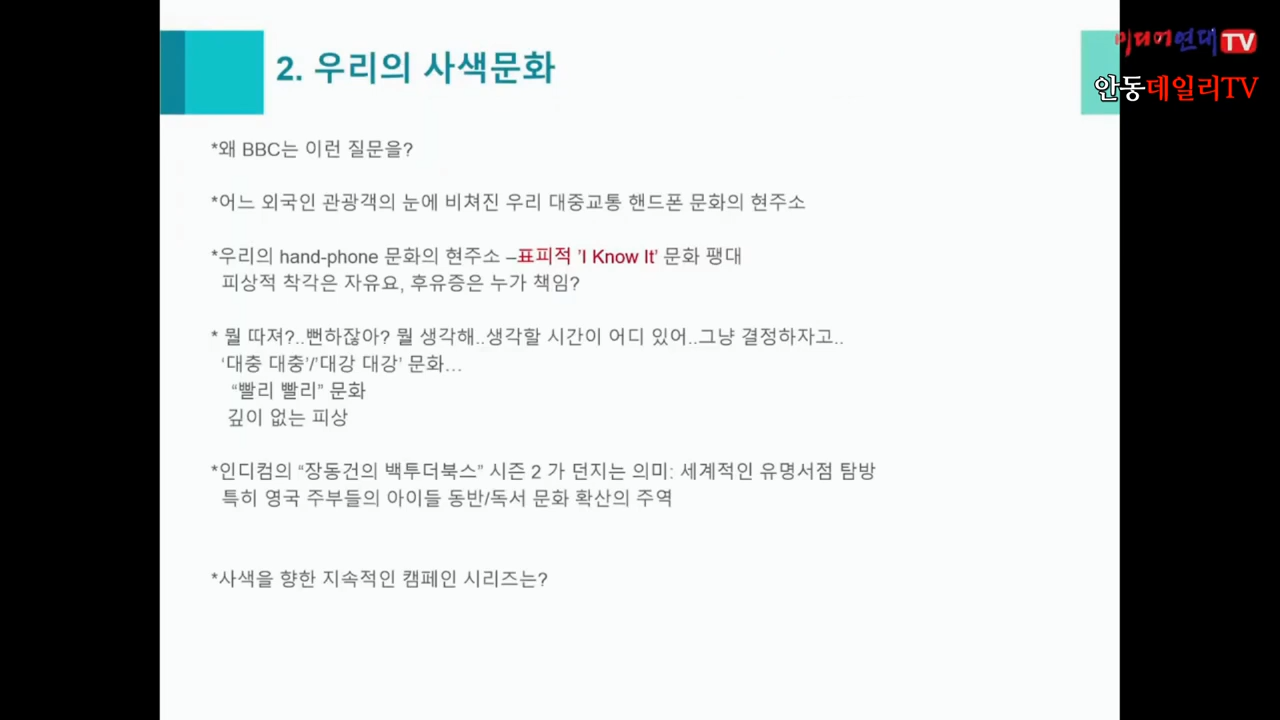 미디어연대TV
안동데일리TV
2. 우리의 사색문화
*왜 BBC는 이런 질문을?
*어느 외국인 관광객의 눈에 비쳐진 우리 대중교통 핸드폰 문화의 현주소
*우리의 hand-phone 문화의 현주소 –표피적 ’I Know It’ 문화 팽대
피상적 착각은 자유요, 후유증은 누가 책임?
* 뭘 따져?..뻔하잖아? 뭘 생각해..생각할 시간이 어디 있어..그냥 결정하자고..
‘대충 대충’/’대강 대강’ 문화…
“빨리 빨리” 문화
깊이 없는 피상
*인디컴의 “장동건의 백투더북스” 시즌 2 가 던지는 의미: 세계적인 유명서점 탐방
특히 영국 주부들의 아이들 동반/독서 문화 확산의 주역
*사색을 향한 지속적인 캠페인 시리즈는?